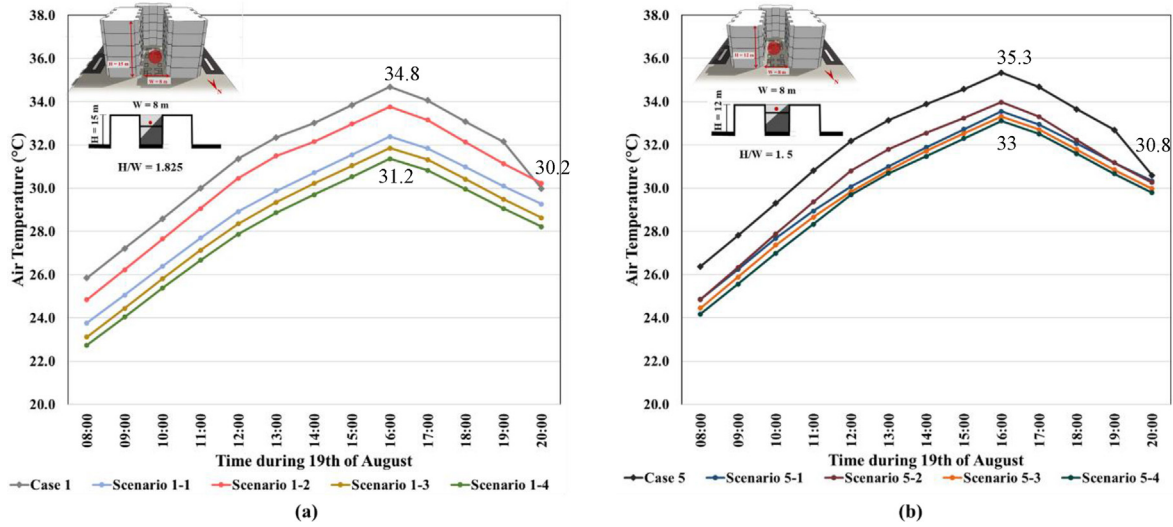 38.0
36.0
34.0
32.0
30.0
28.0
26.0
24.0
22.0
20.0
Air Temperature (°C)
H = 15 m
W = 8 m
W = 8 m
H = 15 m
H/W = 1.825
34.8
31.2
30.2
08:00
09:00
10:00
11:00
12:00
13:00
14:00
15:00
16:00
17:00
18:00
19:00
20:00
Time during 19th of August
Case 1 Scenario 1-1 Scenario 1-2 Scenario 1-3 Scenario 1-4
(a)
38.0
36.0
34.0
32.0
30.0
28.0
26.0
24.0
22.0
20.0
Air Temperature (°C)
H = 12 m
W = 8 m
W = 8 m
H = 12 m
H/W = 1.5
35.3
33
30.8
08:00
09:00
10:00
11:00
12:00
13:00
14:00
15:00
16:00
17:00
18:00
19:00
20:00
Time during 19th of August
Case 5 Scenario 5-1 Scenario 5-2 Scenario 5-3 Scenario 5-4
(b)